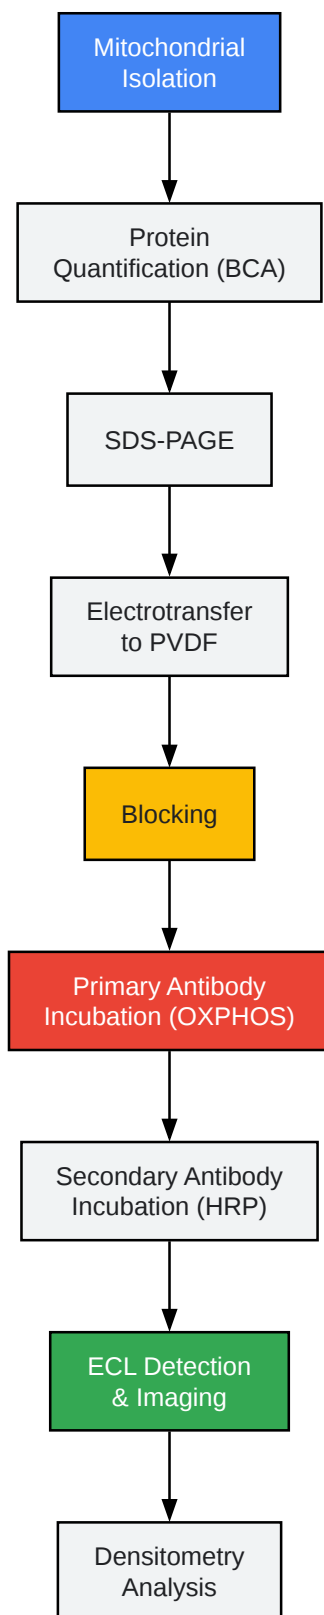 Mitochondrial
Isolation
Protein
Quantification (BCA)
SDS-PAGE
Electrotransfer
to PVDF
Blocking
Primary Antibody
Incubation (OXPHOS)
Secondary Antibody
Incubation (HRP)
ECL Detection
& Imaging
Densitometry
Analysis